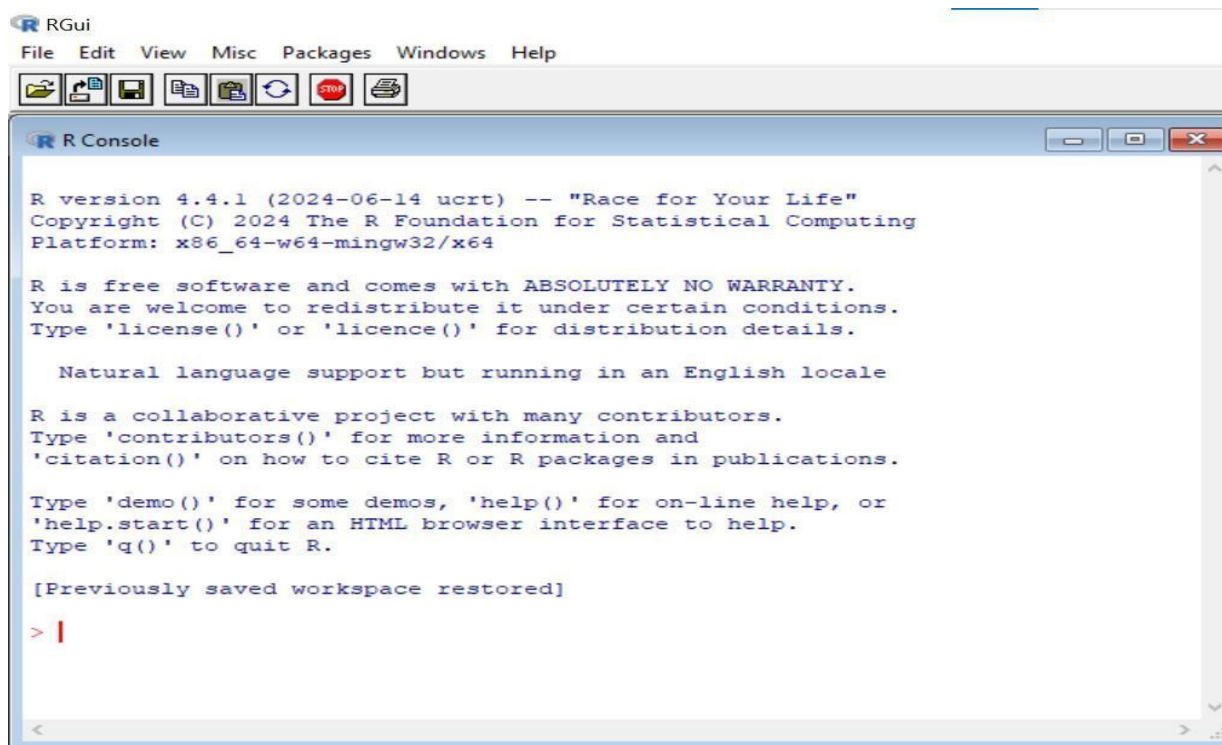 RGui
File Edit View Misc Packages Windows Help
STOP
R Console
R version 4.4.1 (2024-06-14 ucrt) -- "Race for Your Life"
Copyright (C) 2024 The R Foundation for Statistical Computing
Platform: x86_64-w64-mingw32/x64
R is free software and comes with ABSOLUTELY NO WARRANTY.
You are welcome to redistribute it under certain conditions.
Type 'license()' or 'licence()' for distribution details.
Natural language support but running in an English locale
R is a collaborative project with many contributors.
Type 'contributors()' for more information and
'citation()' on how to cite R or R packages in publications.
Type 'demo()' for some demos, 'help()' for on-line help, or
'help.start()' for an HTML browser interface to help.
Type 'q()' to quit R.
[Previously saved workspace restored]
>